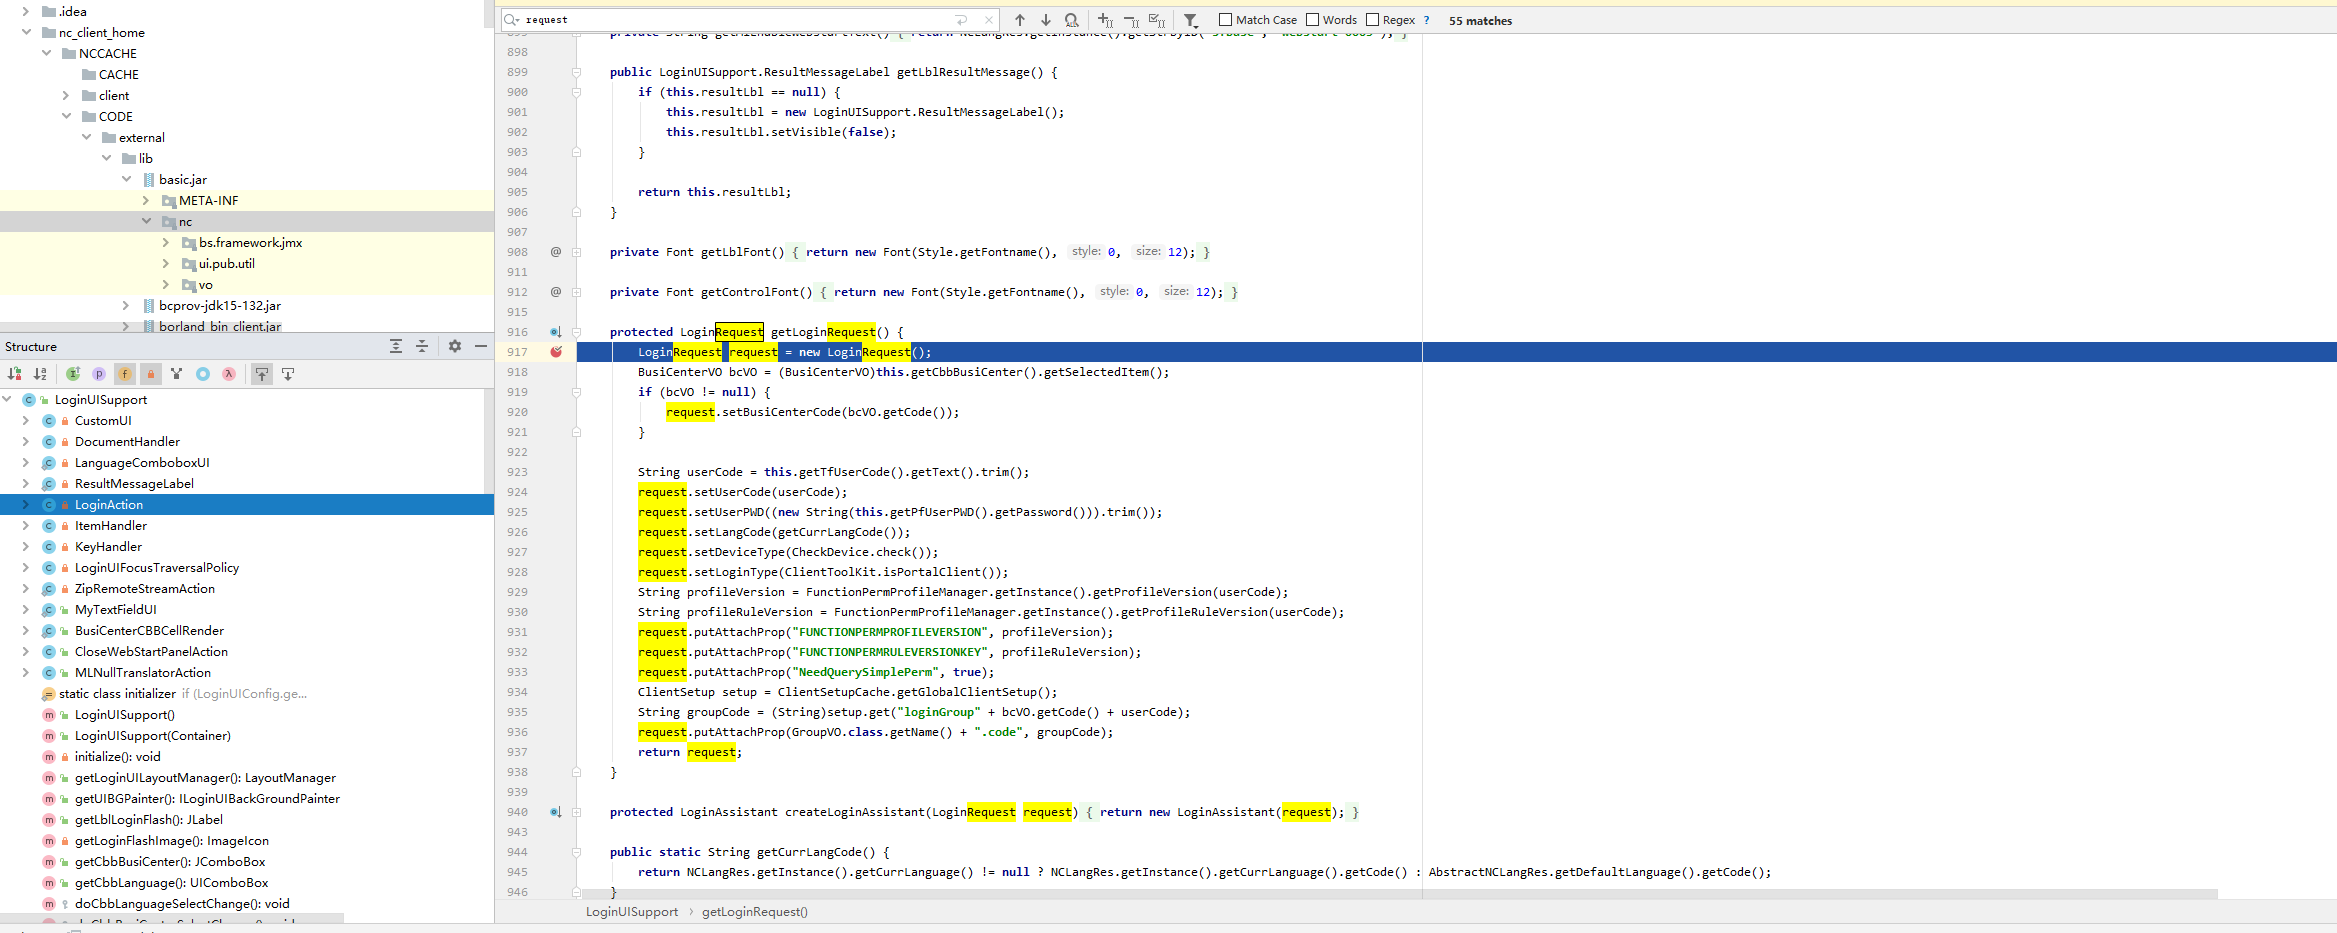 .idea
nc_client_home
NCCACHE
CACHE
client
CODE
external
lib
basic.jar
META-INF
nc
bs.framework.jmx
ui.pub.util
vo
bcprov-jdk15-132.jar
borland_bin_client.jar
Structure
LoginUISupport
CustomUI
DocumentHandler
LanguageComboboxUI
ResultMessageLabel
LoginAction
ItemHandler
KeyHandler
LoginUIFocusTraversalPolicy
ZipRemoteStreamAction
MyTextFieldUI
BusiCenterCBBCellRender
CloseWebStartPanelAction
MLNullTranslatorAction
static class initializer if (LoginUIConfig.ge...
LoginUISupport()
LoginUISupport(Container)
initialize(): void
getLoginUILayoutManager(): LayoutManager
getUIBGPainter(): ILoginUIBackGroundPainter
getLblLoginFlash(): JLabel
getLoginFlashImage(): ImageIcon
getCbbBusiCenter(): JComboBox
getCbbLanguage(): UIComboBox
doCbbLanguageSelectChange(): void
request
Match Case Words Regex ? 55 matches
898
899 public LoginUISupport.ResultMessageLabel getLblResultMessage() {
900 if (this.resultLbl == null) {
901 this.resultLbl = new LoginUISupport.ResultMessageLabel();
902 this.resultLbl.setVisible(false);
903 }
904
905 return this.resultLbl;
906 }
907
908 @ private Font getLblFont() { return new Font(Style.getFontname(), style: 0, size: 12); }
911
912 @ private Font getControlFont() { return new Font(Style.getFontname(), style: 0, size: 12); }
915
916 protected LoginRequest getLoginRequest() {
917 LoginRequest request = new LoginRequest();
918 BusiCenterVO bcVO = (BusiCenterVO)this.getCbbBusiCenter().getSelectedItem();
919 if (bcVO != null) {
920 request.setBusiCenterCode(bcVO.getCode());
921 }
922
923 String userCode = this.getTfUserCode().getText().trim();
924 request.setUserCode(userCode);
925 request.setUserPWD((new String(this.getPfUserPWD().getPassword())).trim());
926 request.setLangCode(getCurrLangCode());
927 request.setDeviceType(CheckDevice.check());
928 request.setLoginType(ClientToolKit.isPortalClient());
929 String profileVersion = FunctionPermProfileManager.getInstance().getProfileVersion(userCode);
930 String profileRuleVersion = FunctionPermProfileManager.getInstance().getProfileRuleVersion(userCode);
931 request.putAttachProp("FUNCTIONPERMPROFILEVERSION", profileVersion);
932 request.putAttachProp("FUNCTIONPERMRULEVERSIONKEY", profileRuleVersion);
933 request.putAttachProp("NeedQuerySimplePerm", true);
934 ClientSetup setup = ClientSetupCache.getGlobalClientSetup();
935 String groupCode = (String)setup.get("loginGroup" + bcVO.getCode() + userCode);
936 request.putAttachProp(GroupVO.class.getName() + ".code", groupCode);
937 return request;
938 }
939
940 protected LoginAssistant createLoginAssistant(LoginRequest request) { return new LoginAssistant(request); }
943
944 public static String getCurrLangCode() {
945 return NCLangRes.getInstance().getCurrLanguage() != null ? NCLangRes.getInstance().getCurrLanguage().getCode() : AbstractNCLangRes.getDefaultLanguage().getCode();
946 }
LoginUISupport › getLoginRequest()